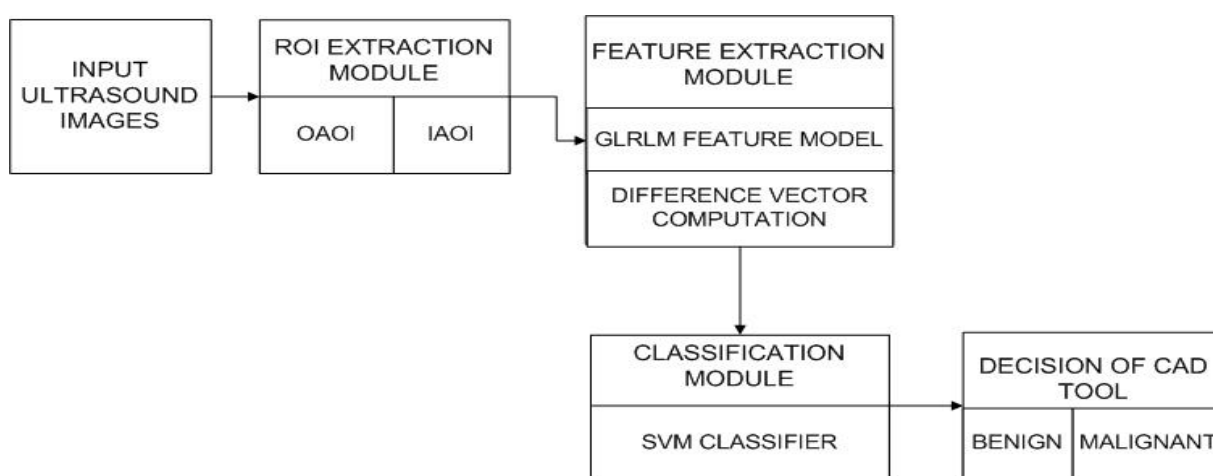 INPUT
ULTRASOUND
IMAGES
ROI EXTRACTION
MODULE
OAOI
IAOI
FEATURE EXTRACTION
MODULE
GLRLM FEATURE MODEL
DIFFERENCE VECTOR
COMPUTATION
CLASSIFICATION
MODULE
SVM CLASSIFIER
DECISION OF CAD
TOOL
BENIGN
MALIGNANT